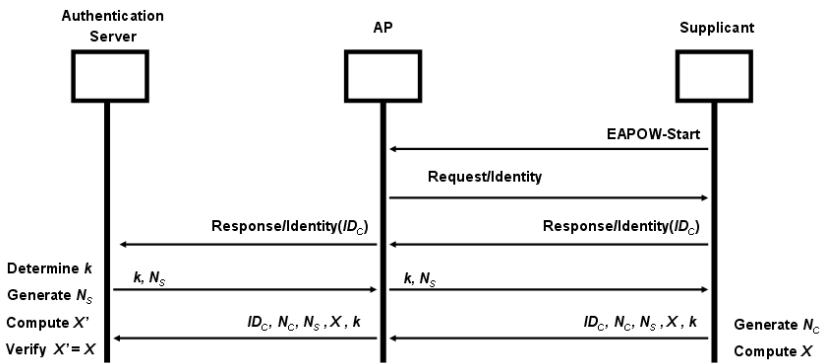 Authentication
Server
AP
Supplicant
EAPOW-Start
Request/Identity
Response/Identity(IDC)
Response/Identity(IDC)
Determine k
Generate NS
Compute X’
Verify X’= X
k, NS
k, NS
IDC, NC, NS , X , k
IDC, NC, NS , X , k
Generate NC
Compute X